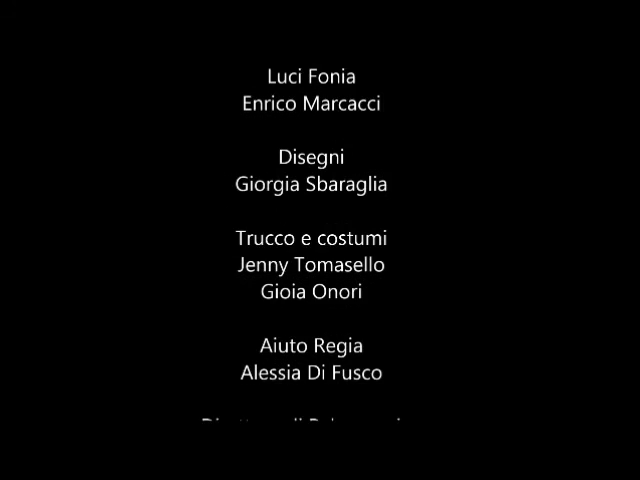 Luci Fonia
Enrico Marcacci
Disegni
Giorgia Sbaraglia
Trucco e costumi
Jenny Tomasello
Gioia Onori
Aiuto Regia
Alessia Di Fusco